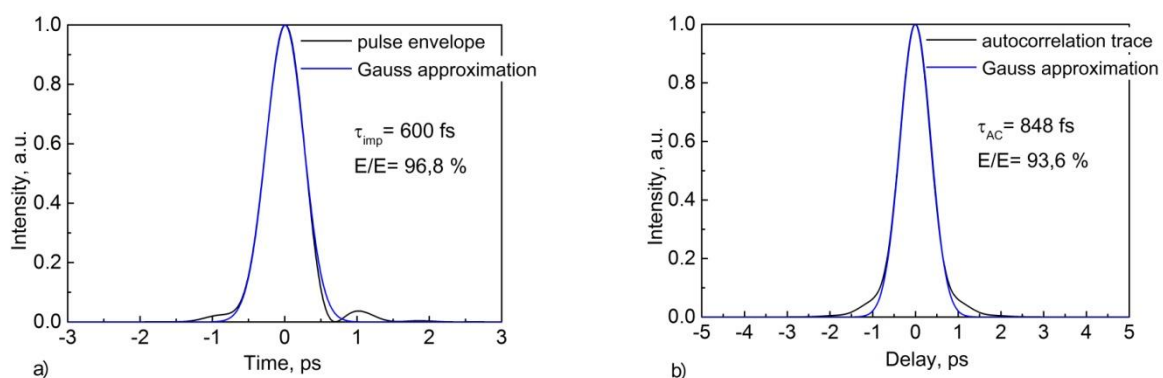 1.0
0.8
0.6
0.4
0.2
0.0
Intensity, a.u.
pulse envelope
Gauss approximation
τimp= 600 fs
E/E= 96,8 %
-3 -2 -1 0 1 2 3
Time, ps
a)
1.0
0.8
0.6
0.4
0.2
0.0
Intensity, a.u.
autocorrelation trace
Gauss approximation
τAC= 848 fs
E/E= 93,6 %
-5 -4 -3 -2 -1 0 1 2 3 4 5
Delay, ps
b)